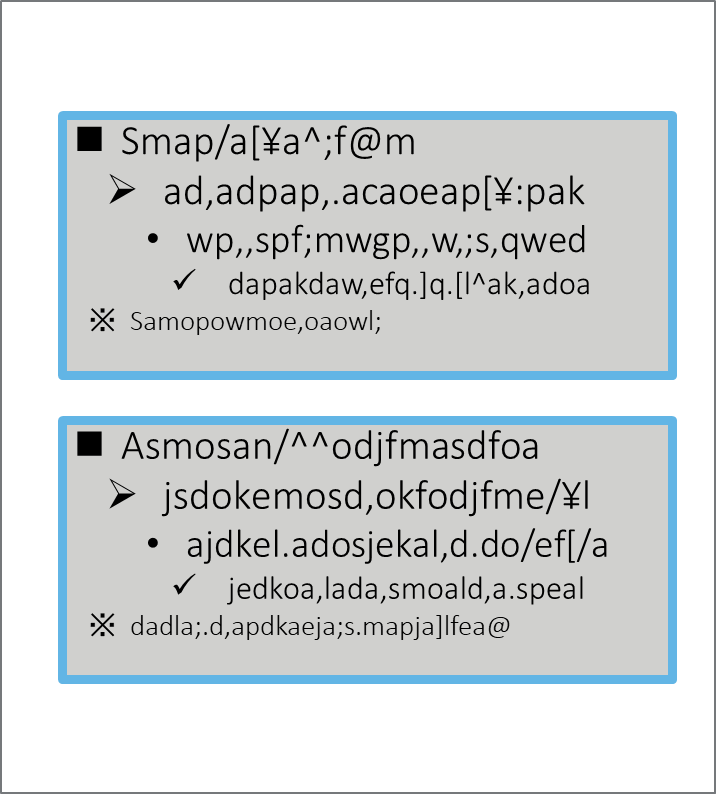 ■ Smap/a[¥a^;f@m
➢ ad,adpap,.acaoeap[¥:pak
• wp,,spf;mwgp,,w,;s,qwed
✓ dapakdaw,efq.]q.[l^ak,adoa
※ Samopowmoe,oaowl;
■ Asmosan/^^odjfmasdfoa
➢ jsdokemosd,okfodjfme/¥l
• ajdkel.adosjekal,d.do/ef[/a
✓ jedkoa,lada,smoald,a.speal
※ dadla;.d,apdkaeja;s.mapja]lfea@